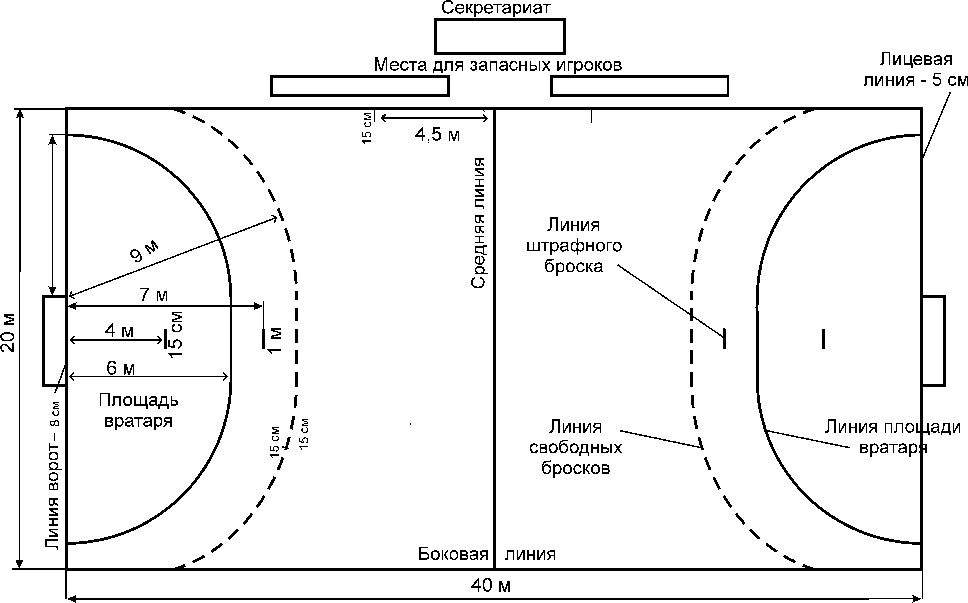 Секретариат
Места для запасных игроков
Лицевая
линия - 5 см
15 см
4,5 м
Средняя линия
Линия
штрафного
броска
9 м
7 м
4 м
15 см
1 м
6 м
20 м
Площадь
вратаря
Линия ворот – 8 см
15 см
15 см
Линия
свободных
бросков
Линия площади
вратаря
Боковая линия
40 м